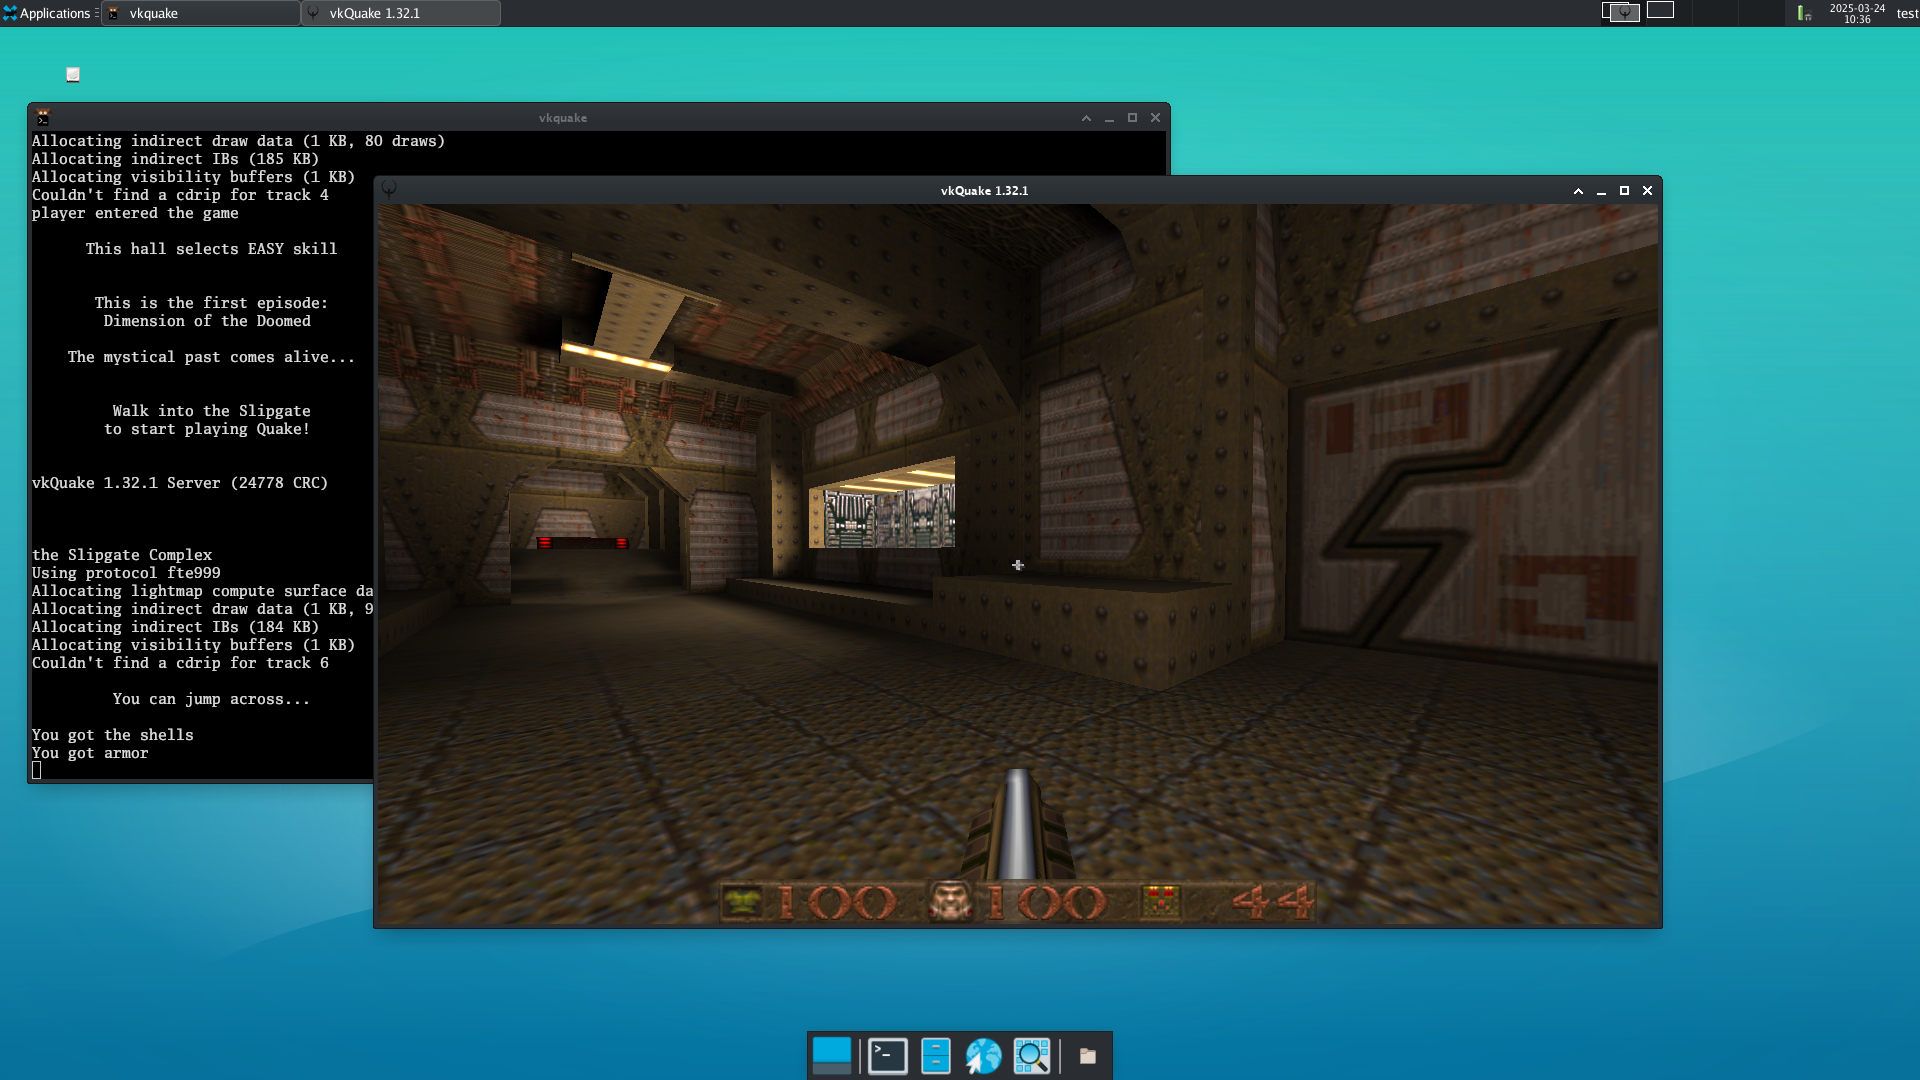 Applications
vkquake
vkQuake 1.32.1
2025-03-24
10:36
test
vkquake
Allocating indirect draw data (1 KB, 80 draws)
Allocating indirect IBs (185 KB)
Allocating visibility buffers (1 KB)
Couldn't find a cdrip for track 4
player entered the game
This hall selects EASY skill
This is the first episode:
Dimension of the Doomed
The mystical past comes alive...
Walk into the Slipgate
to start playing Quake!
vkQuake 1.32.1 Server (24778 CRC)
the Slipgate Complex
Using protocol fte999
Allocating lightmap compute surface da
Allocating indirect draw data (1 KB, 9
Allocating indirect IBs (184 KB)
Allocating visibility buffers (1 KB)
Couldn't find a cdrip for track 6
You can jump across...
You got the shells
You got armor
vkQuake 1.32.1
100 100 44